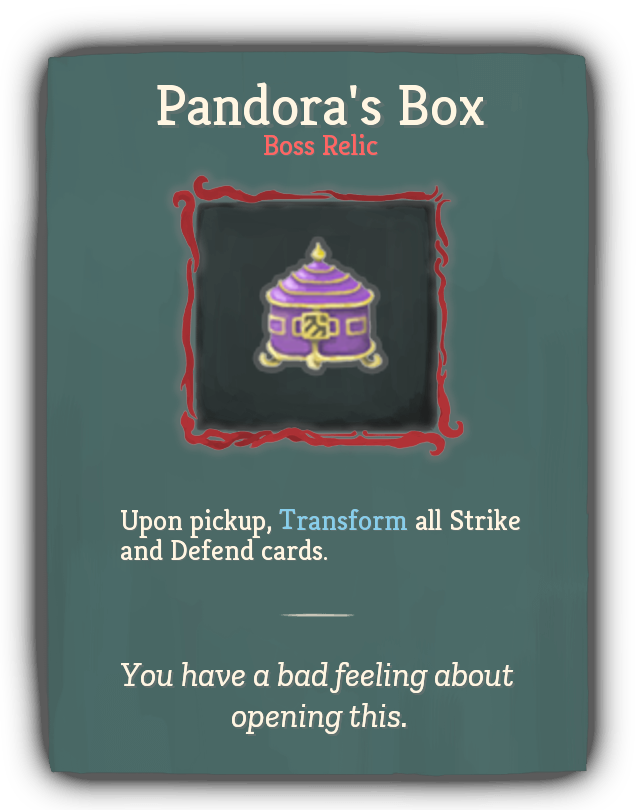 Pandora's Box
Boss Relic
Upon pickup, Transform all Strike
and Defend cards.
You have a bad feeling about
opening this.